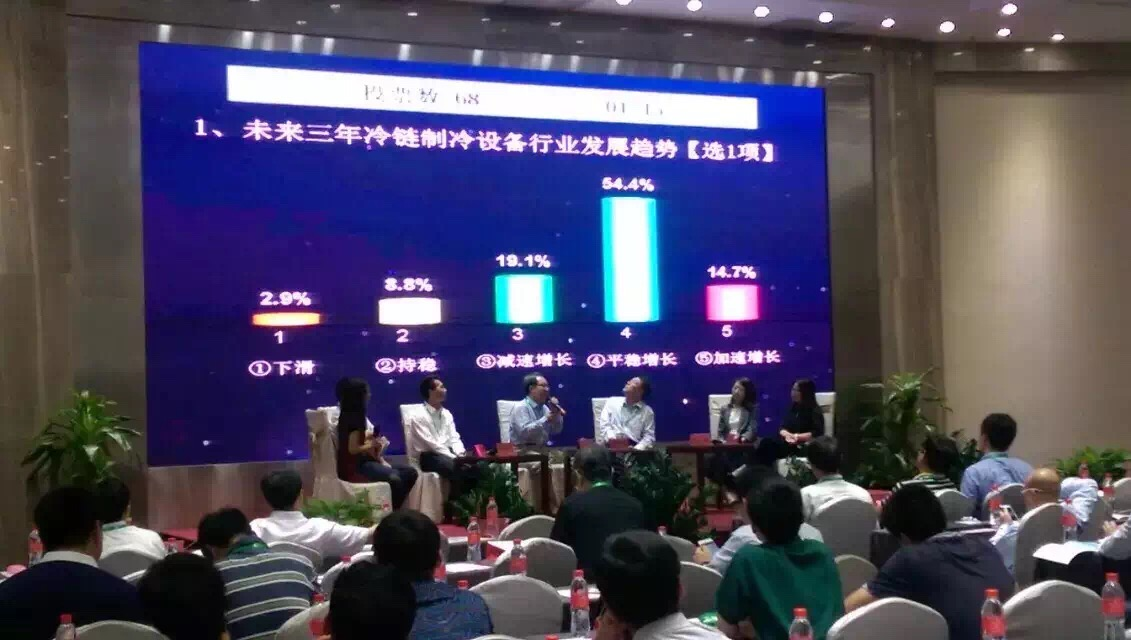 投票数 68 01:15
1、未来三年冷链制冷设备行业发展趋势【选1项】
2.9% 8.8% 19.1% 54.4% 14.7%
1 2 3 4 5
①下滑 ②持稳 ③减速增长 ④平稳增长 ⑤加速增长